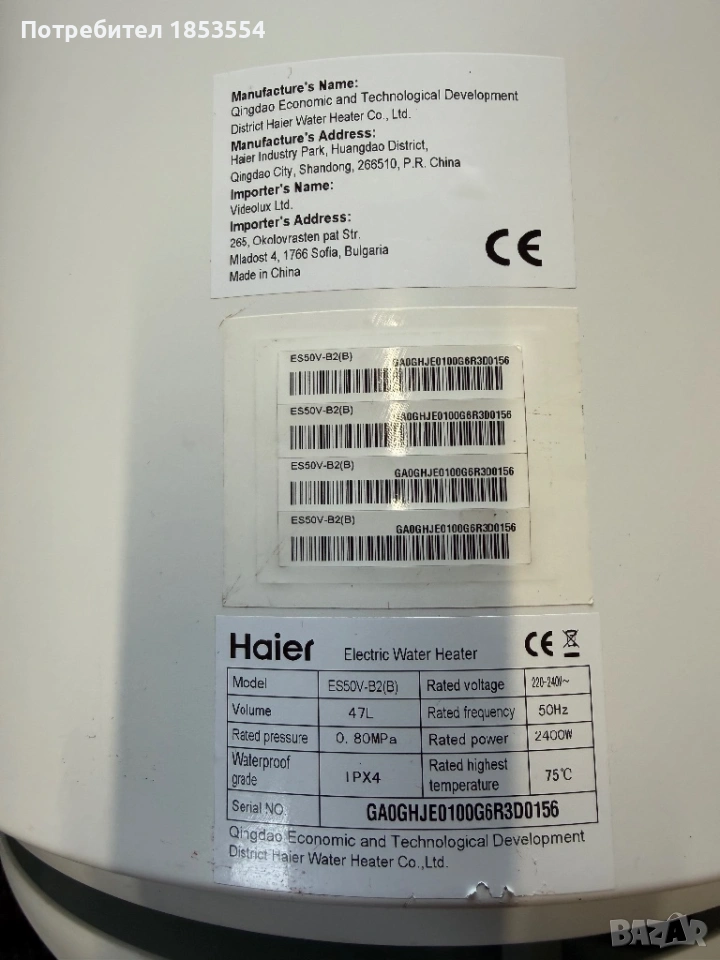 Потребител 1853554
Manufacture's Name:
Qingdao Economic and Technological Development
District Haier Water Heater Co., Ltd.
Manufacture's Address:
Haier Industry Park, Huangdao District,
Qingdao City, Shandong, 266510, P.R. China
Importer's Name:
Videolux Ltd.
Importer's Address:
265, Okolovrasten pat Str.
Mladost 4, 1766 Sofia, Bulgaria
Made in China
CE
ES50V-B2(B) GA0GHJE0100G6R3D0156
ES50V-B2(B) GA0GHJE0100G6R3D0156
ES50V-B2(B) GA0GHJE0100G6R3D0156
ES50V-B2(B) GA0GHJE0100G6R3D0156
Haier Electric Water Heater CE
Model ES50V-B2(B) Rated voltage 220-240V~
Volume 47L Rated frequency 50Hz
Rated pressure 0.80MPa Rated power 2400W
Waterproof grade IPX4 Rated highest temperature 75℃
Serial NO. GA0GHJE0100G6R3D0156
Qingdao Economic and Technological Development
District Haier Water Heater Co.,Ltd.
BAZAR